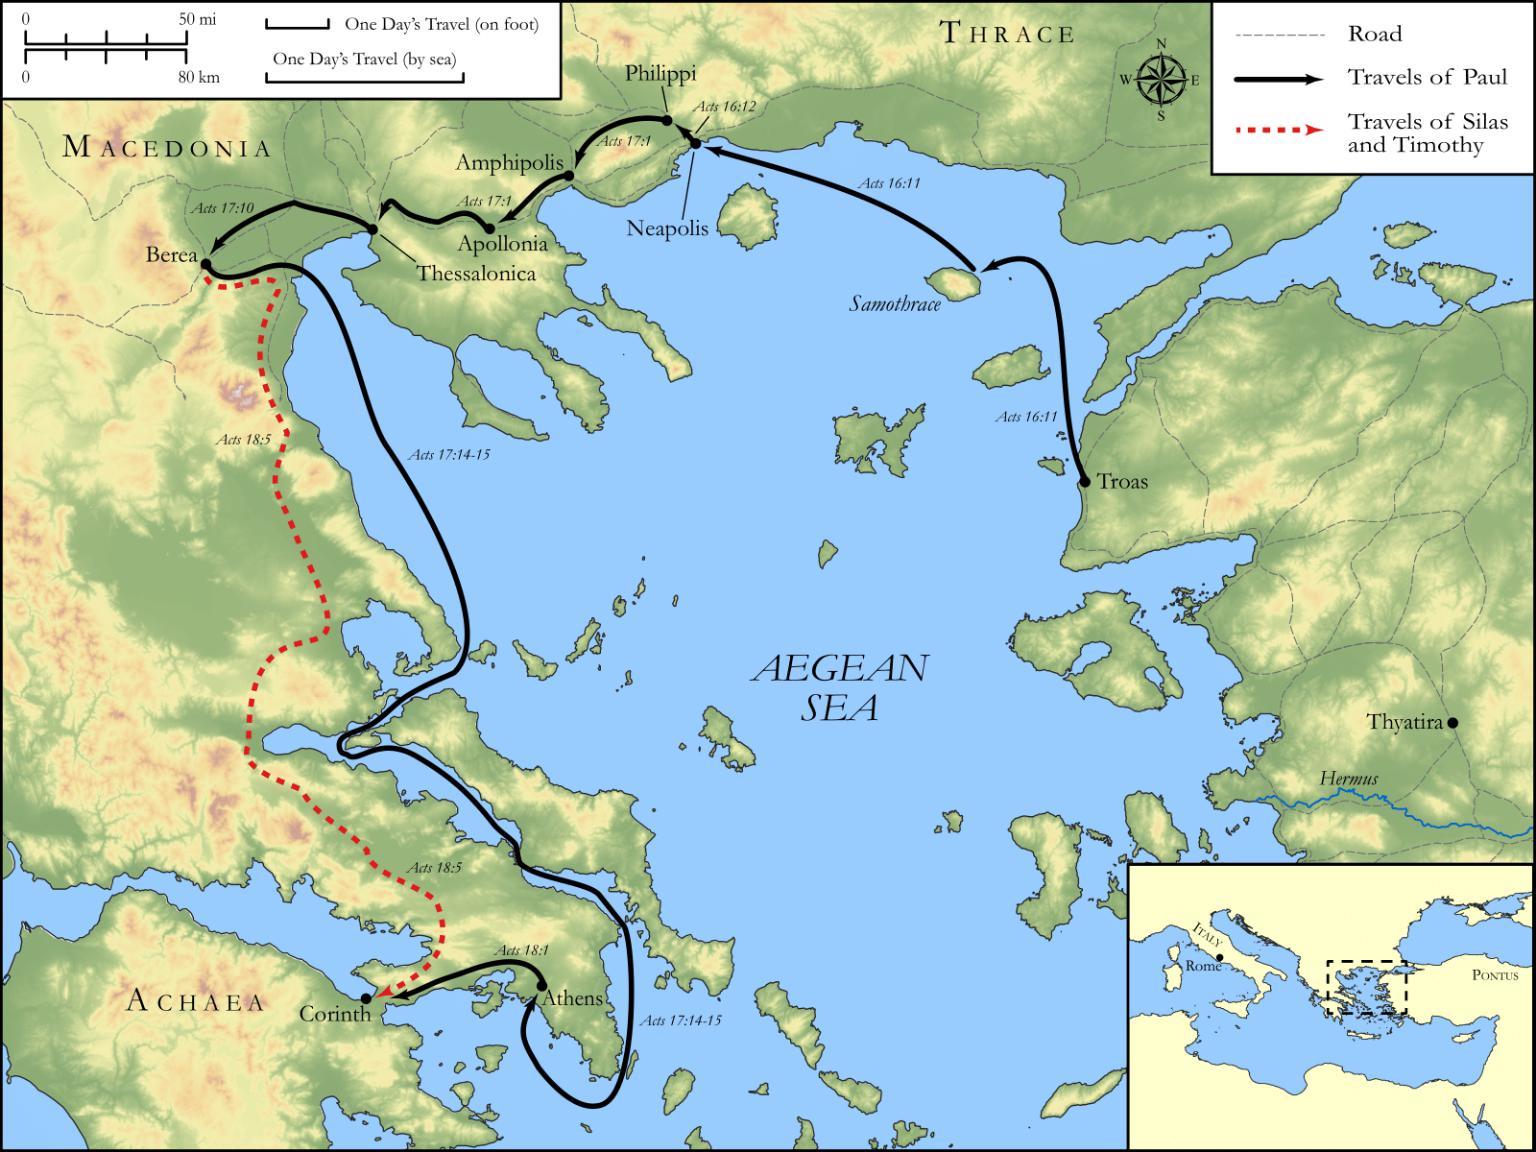 0
50 mi
0
80 km
One Day's Travel (on foot)
One Day's Travel (by sea)
THRACE
N
W
E
S
Road
Travels of Paul
Travels of Silas
and Timothy
Philippi
Acts 16:12
MACEDONIA
Acts 17:1
Amphipolis
Acts 16:11
Acts 17:1
Acts 17:10
Neapolis
Apollonia
Berea
Thessalonica
Samothrace
Acts 16:11
Acts 18:5
Acts 17:14-15
Troas
AEGEAN
SEA
Thyatira
Hermus
Acts 18:5
Acts 18:1
ACHAEA
Corinth
Athens
Acts 17:14-15
ITALY
Rome
PONTUS